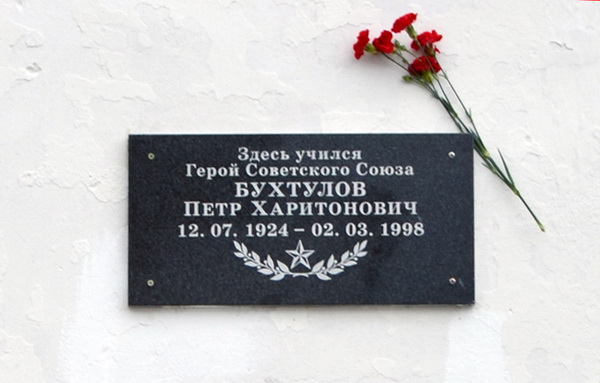 Здесь учился
Герой Советского Союза
БУХТУЛОВ
ПЕТР ХАРИТОНОВИЧ
12. 07. 1924 – 02. 03. 1998